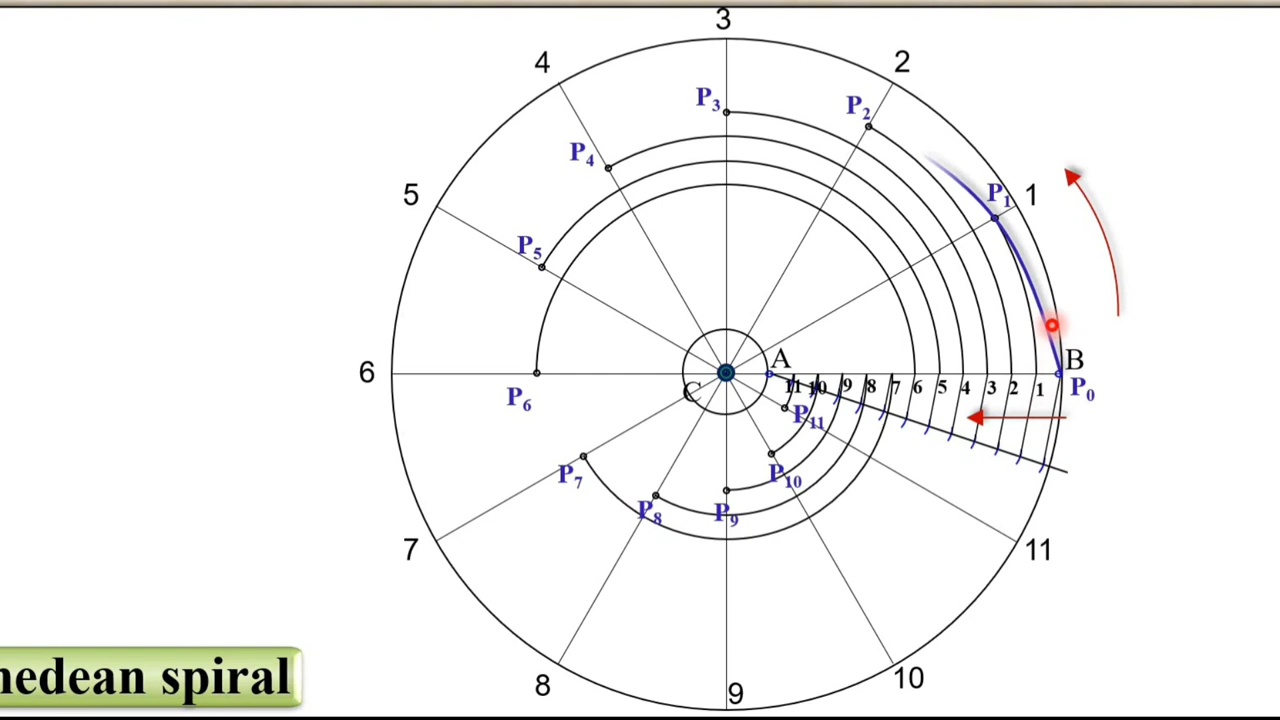 3
4
2
P₃
P₂
P₄
5
P₁
1
P₅
A
B
6
C
11
10
9
8
7
6
5
4
3
2
1
P₀
P₆
P₁₁
P₇
P₁₀
P₈
P₉
7
11
8
9
10
nedean spiral